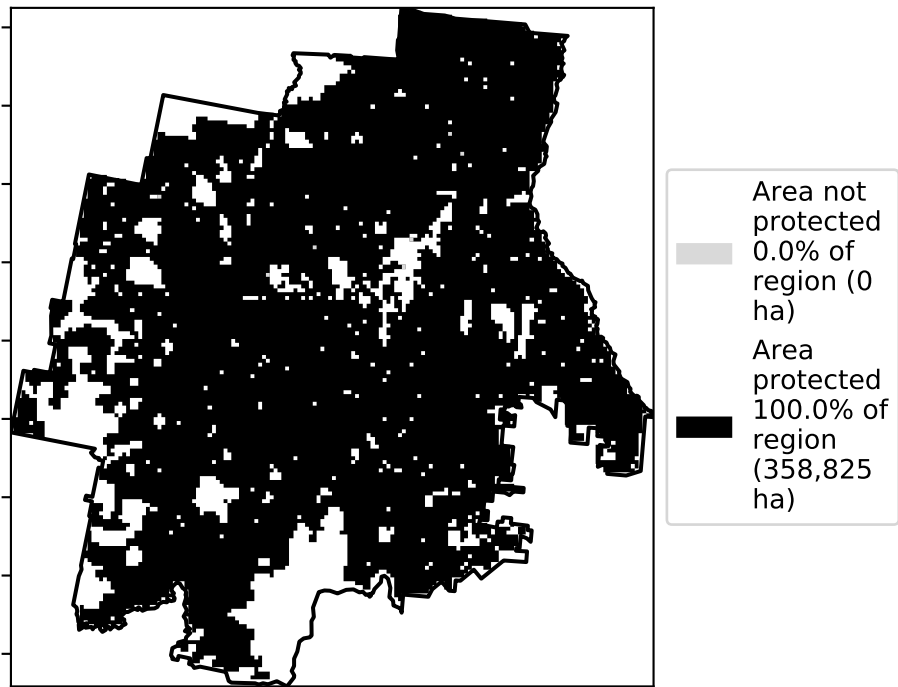 Area not
protected
0.0% of
region (0
ha)
Area
protected
100.0% of
region
(358,825
ha)